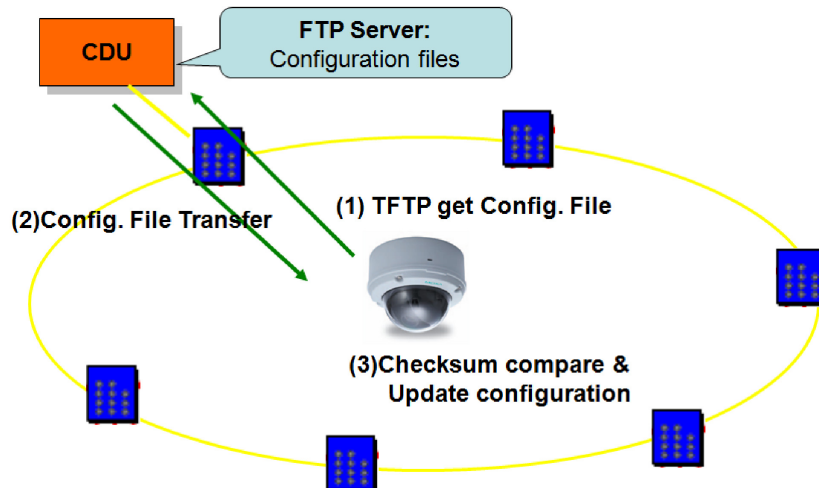 FTP Server:
CDU
Configuration files
(1) TFTP get Config. File
(2)Config. File Transfer
(3)Checksum compare &
Update configuration